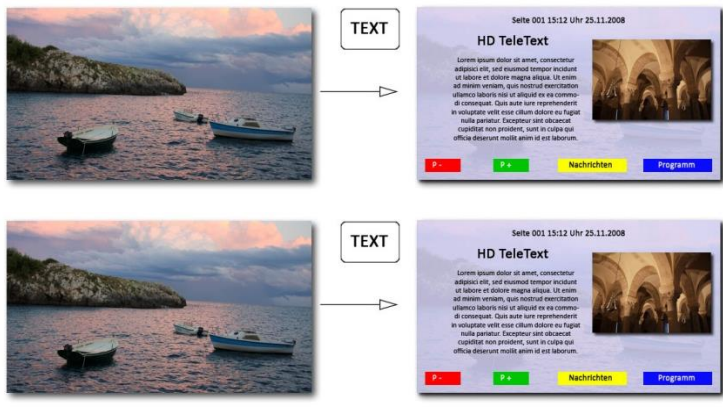 TEXT
Seite 001 15:12 Uhr 25.11.2008
HD TeleText
Lorem ipsum dolor sit amet, consectetur
adipisici elit, sed eiusmod tempor incidunt
ut labore et dolore magna aliqua. Ut enim
ad minim veniam, quis nostrud exercitation
ullamco laboris nisi ut aliquid ex ea commo-
di consequat. Quis aute iure reprehenderit
in voluptate velit esse cillum dolore eu fugiat
nulla pariatur. Excepteur sint obcaecat
cupiditat non proident, sunt in culpa qui
officia deserunt mollit anim id est laborum.
P - P + Nachrichten Programm
TEXT
Seite 001 15:12 Uhr 25.11.2008
HD TeleText
Lorem ipsum dolor sit amet, consectetur
adipisici elit, sed eiusmod tempor incidunt
ut labore et dolore magna aliqua. Ut enim
ad minim veniam, quis nostrud exercitation
ullamco laboris nisi ut aliquid ex ea commo-
di consequat. Quis aute iure reprehenderit
in voluptate velit esse cillum dolore eu fugiat
nulla pariatur. Excepteur sint obcaecat
cupiditat non proident, sunt in culpa qui
officia deserunt mollit anim id est laborum.
P - P + Nachrichten Programm